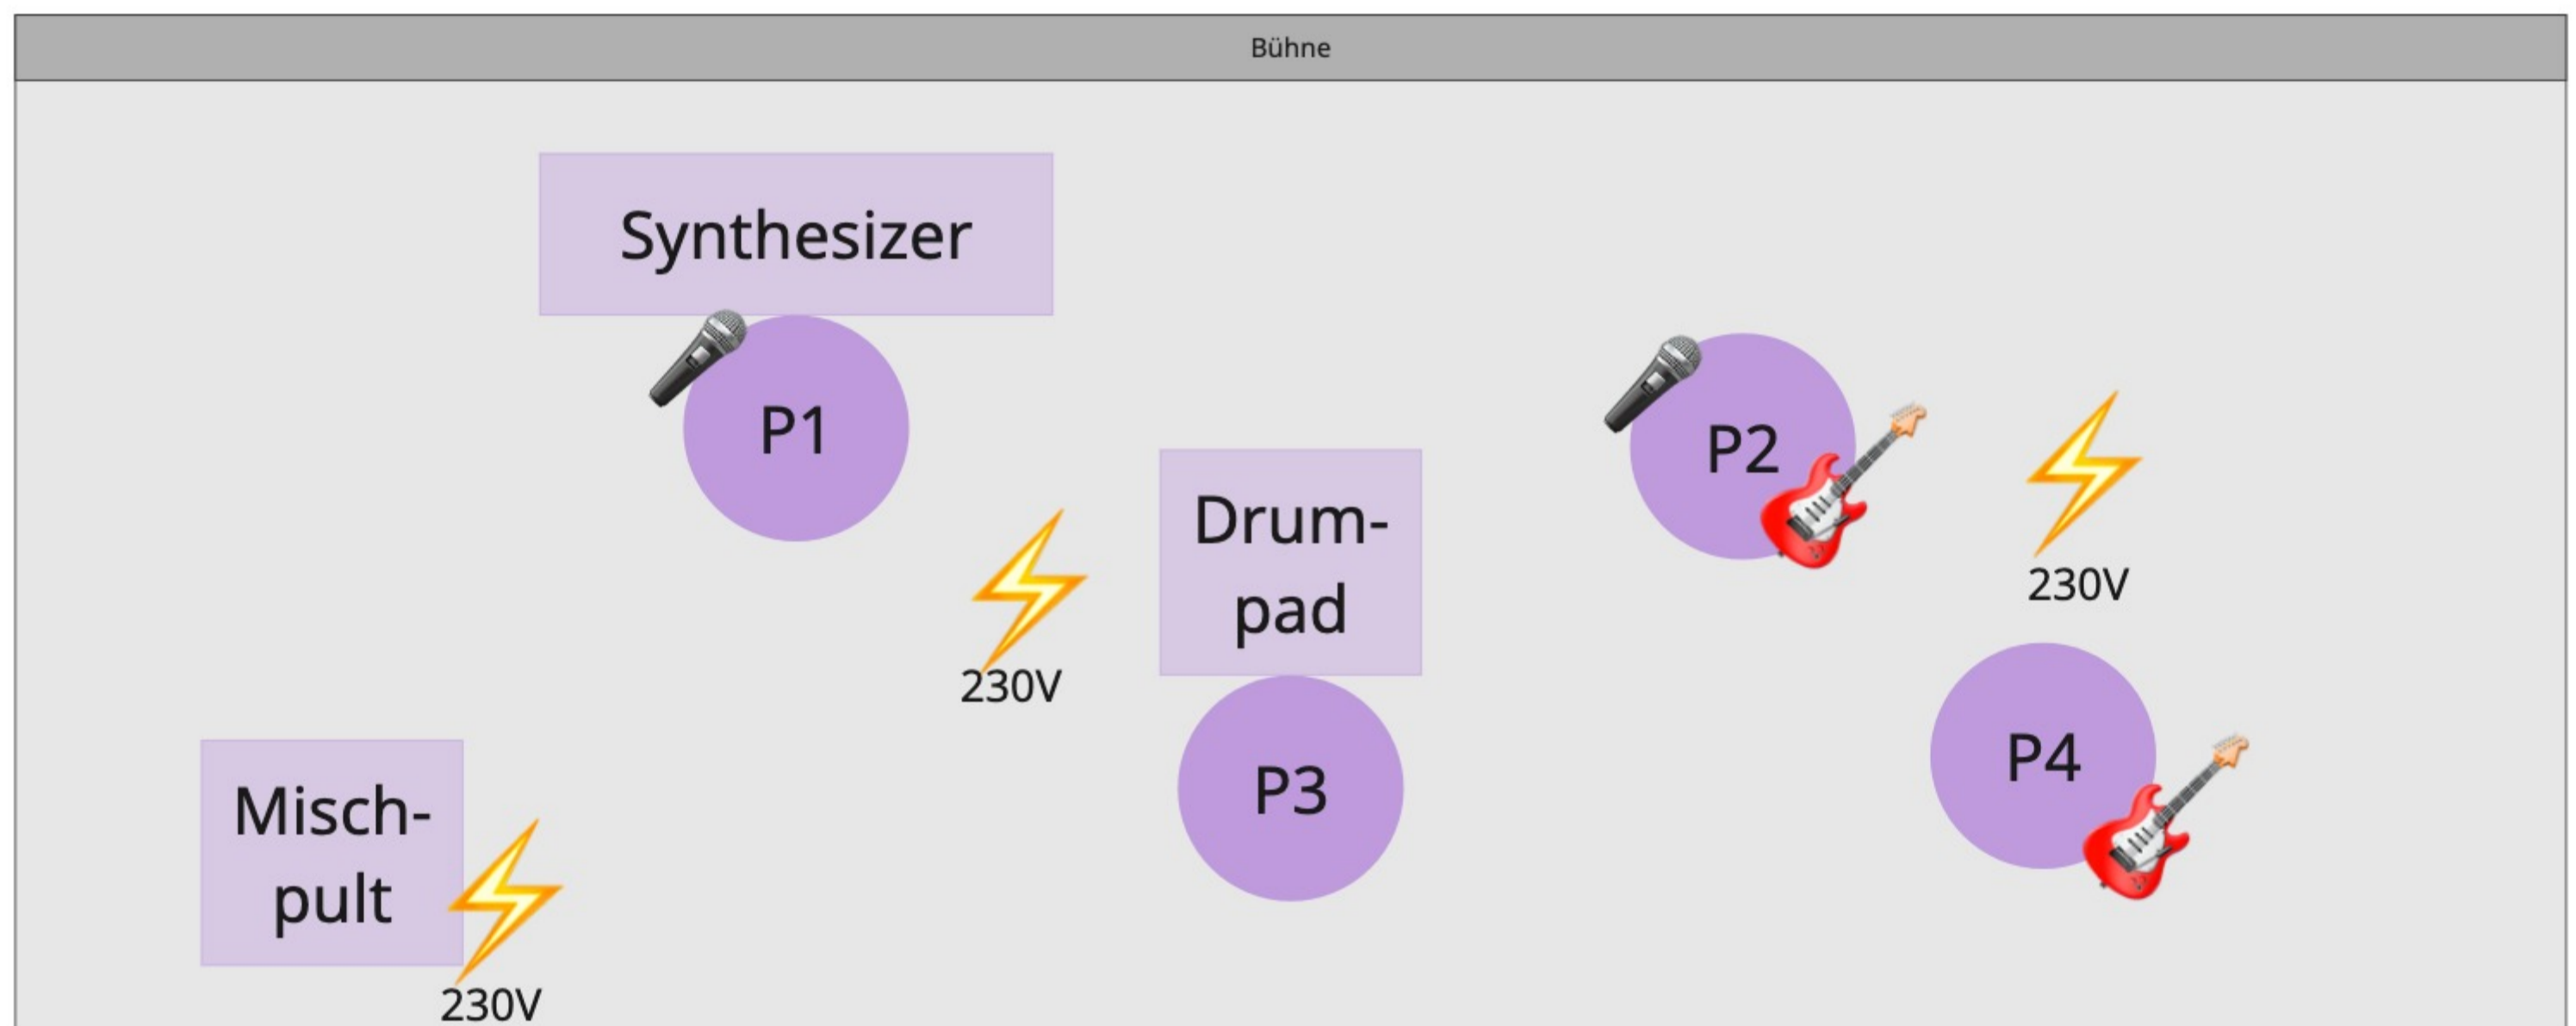 Bühne
Synthesizer
P1
P2
Drum-
pad
230V
230V
P3
P4
Misch-
pult
230V